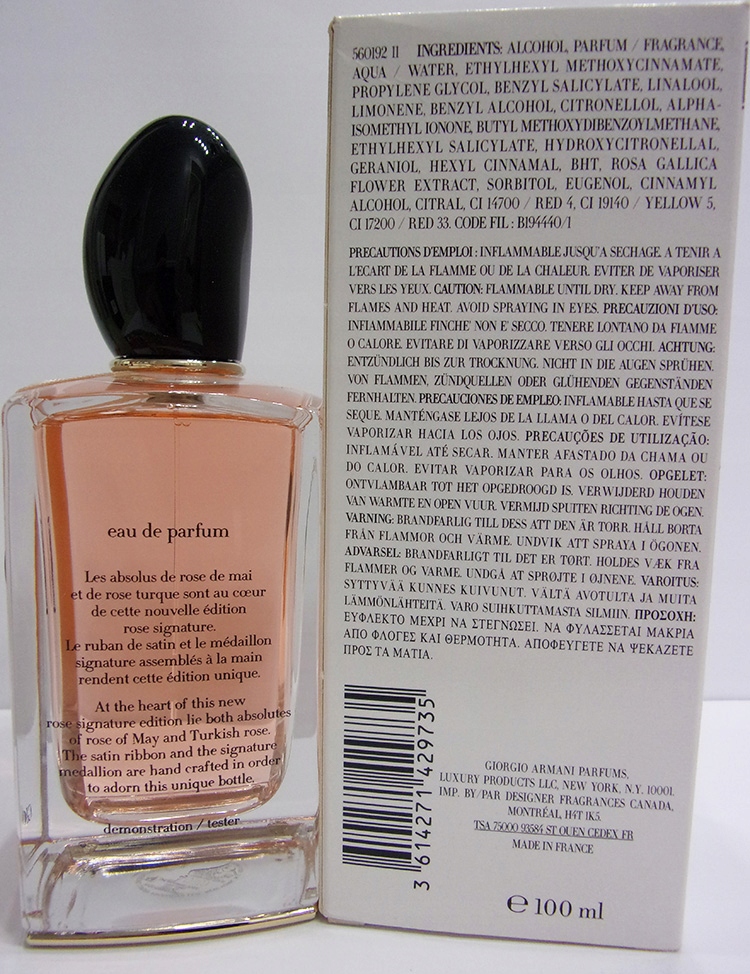 eau de parfum
Les absolus de rose de mai
et de rose turque sont au cœur
de cette nouvelle édition
rose signature.
Le ruban de satin et le médaillon
signature assemblés à la main
rendent cette édition unique.
At the heart of this new
rose signature edition lie both absolutes
of rose of May and Turkish rose.
The satin ribbon and the signature
medallion are hand crafted in order
to adorn this unique bottle.
demonstration / tester
560192 11 INGREDIENTS: ALCOHOL, PARFUM / FRAGRANCE,
AQUA / WATER, ETHYLHEXYL METHOXYCINNAMATE,
PROPYLENE GLYCOL, BENZYL SALICYLATE, LINALOOL,
LIMONENE, BENZYL ALCOHOL, CITRONELLOL, ALPHA-
ISOMETHYL IONONE, BUTYL METHOXYDIBENZOYLMETHANE,
ETHYLHEXYL SALICYLATE, HYDROXYCITRONELLAL,
GERANIOL, HEXYL CINNAMAL, BHT, ROSA GALLICA
FLOWER EXTRACT, SORBITOL, EUGENOL, CINNAMYL
ALCOHOL, CITRAL, CI 14700 / RED 4, CI 19140 / YELLOW 5,
CI 17200 / RED 33. CODE FIL : B194440/1
PRECAUTIONS D'EMPLOI : INFLAMMABLE JUSQU'A SECHAGE. A TENIR A
L'ECART DE LA FLAMME OU DE LA CHALEUR. EVITER DE VAPORISER
VERS LES YEUX. CAUTION: FLAMMABLE UNTIL DRY. KEEP AWAY FROM
FLAMES AND HEAT. AVOID SPRAYING IN EYES. PRECAUZIONI D'USO:
INFIAMMABILE FINCHE' NON E' SECCO. TENERE LONTANO DA FIAMME
O CALORE. EVITARE DI VAPORIZZARE VERSO GLI OCCHI. ACHTUNG:
ENTZÜNDLICH BIS ZUR TROCKNUNG. NICHT IN DIE AUGEN SPRÜHEN.
VON FLAMMEN, ZÜNDQUELLEN ODER GLÜHENDEN GEGENSTÄNDEN
FERNHALTEN. PRECAUCIONES DE EMPLEO: INFLAMABLE HASTA QUE SE
SEQUE. MANTÉNGASE LEJOS DE LA LLAMA O DEL CALOR. EVÍTESE
VAPORIZAR HACIA LOS OJOS. PRECAUÇÕES DE UTILIZAÇÃO:
INFLAMÁVEL ATÉ SECAR. MANTER AFASTADO DA CHAMA OU
DO CALOR. EVITAR VAPORIZAR PARA OS OLHOS. OPGELET:
ONTVLAMBAAR TOT HET OPGEDROOGD IS. VERWIJDERD HOUDEN
VAN WARMTE EN OPEN VUUR. VERMIJD SPUITEN RICHTING DE OGEN.
VARNING: BRANDFARLIG TILL DESS ATT DEN ÄR TORR. HÅLL BORTA
FRÅN FLAMMOR OCH VÄRME. UNDVIK ATT SPRAYA I ÖGONEN.
ADVARSEL: BRANDFARLIGT TIL DET ER TØRT. HOLDES VÆK FRA
FLAMMER OG VARME. UNDGÅ AT SPRØJTE I ØJNENE. VAROITUS:
SYTTYVÄÄ KUNNES KUIVUNUT. VÄLTÄ AVOTULTA JA MUITA
LÄMMÖNLÄHTEITÄ. VARO SUIHKUTTAMASTA SILMIIN. ΠΡΟΣΟΧΗ:
ΕΥΦΛΕΚΤΟ ΜΕΧΡΙ ΝΑ ΣΤΕΓΝΩΣΕΙ. ΝΑ ΦΥΛΑΣΣΕΤΑΙ ΜΑΚΡΙΑ
ΑΠΟ ΦΛΟΓΕΣ ΚΑΙ ΘΕΡΜΟΤΗΤΑ. ΑΠΟΦΕΥΓΕΤΕ ΝΑ ΨΕΚΑΖΕΤΕ
ΠΡΟΣ ΤΑ ΜΑΤΙΑ.
3 614271 429735
GIORGIO ARMANI PARFUMS,
LUXURY PRODUCTS LLC, NEW YORK, N.Y. 10001.
IMP. BY/PAR DESIGNER FRAGRANCES CANADA,
MONTRÉAL, H4T 1K5.
TSA 75000 93584 ST OUEN CEDEX FR
MADE IN FRANCE
℮ 100 ml